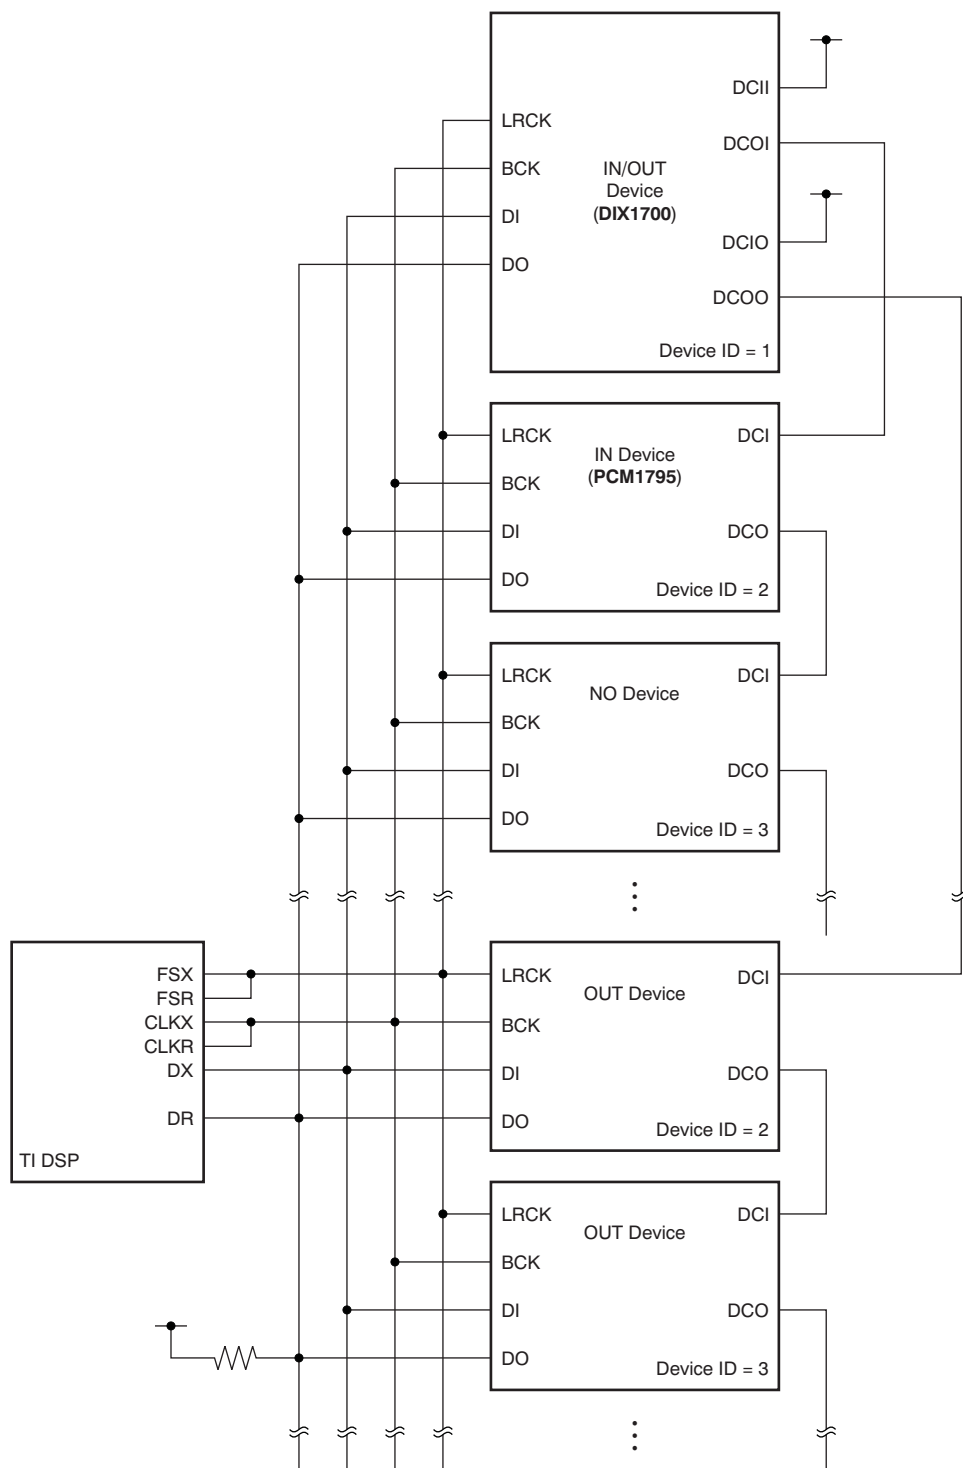 DCII
LRCK
DCOI
BCK
IN/OUT
Device
(DIX1700)
DI
DCIO
DO
DCOO
Device ID = 1
LRCK
DCI
IN Device
(PCM1795)
BCK
DI
DCO
DO
Device ID = 2
LRCK
DCI
NO Device
BCK
DI
DCO
DO
Device ID = 3
FSX
FSR
CLKX
CLKR
DX
DR
TI DSP
LRCK
DCI
OUT Device
BCK
DI
DCO
DO
Device ID = 2
LRCK
DCI
OUT Device
BCK
DI
DCO
DO
Device ID = 3